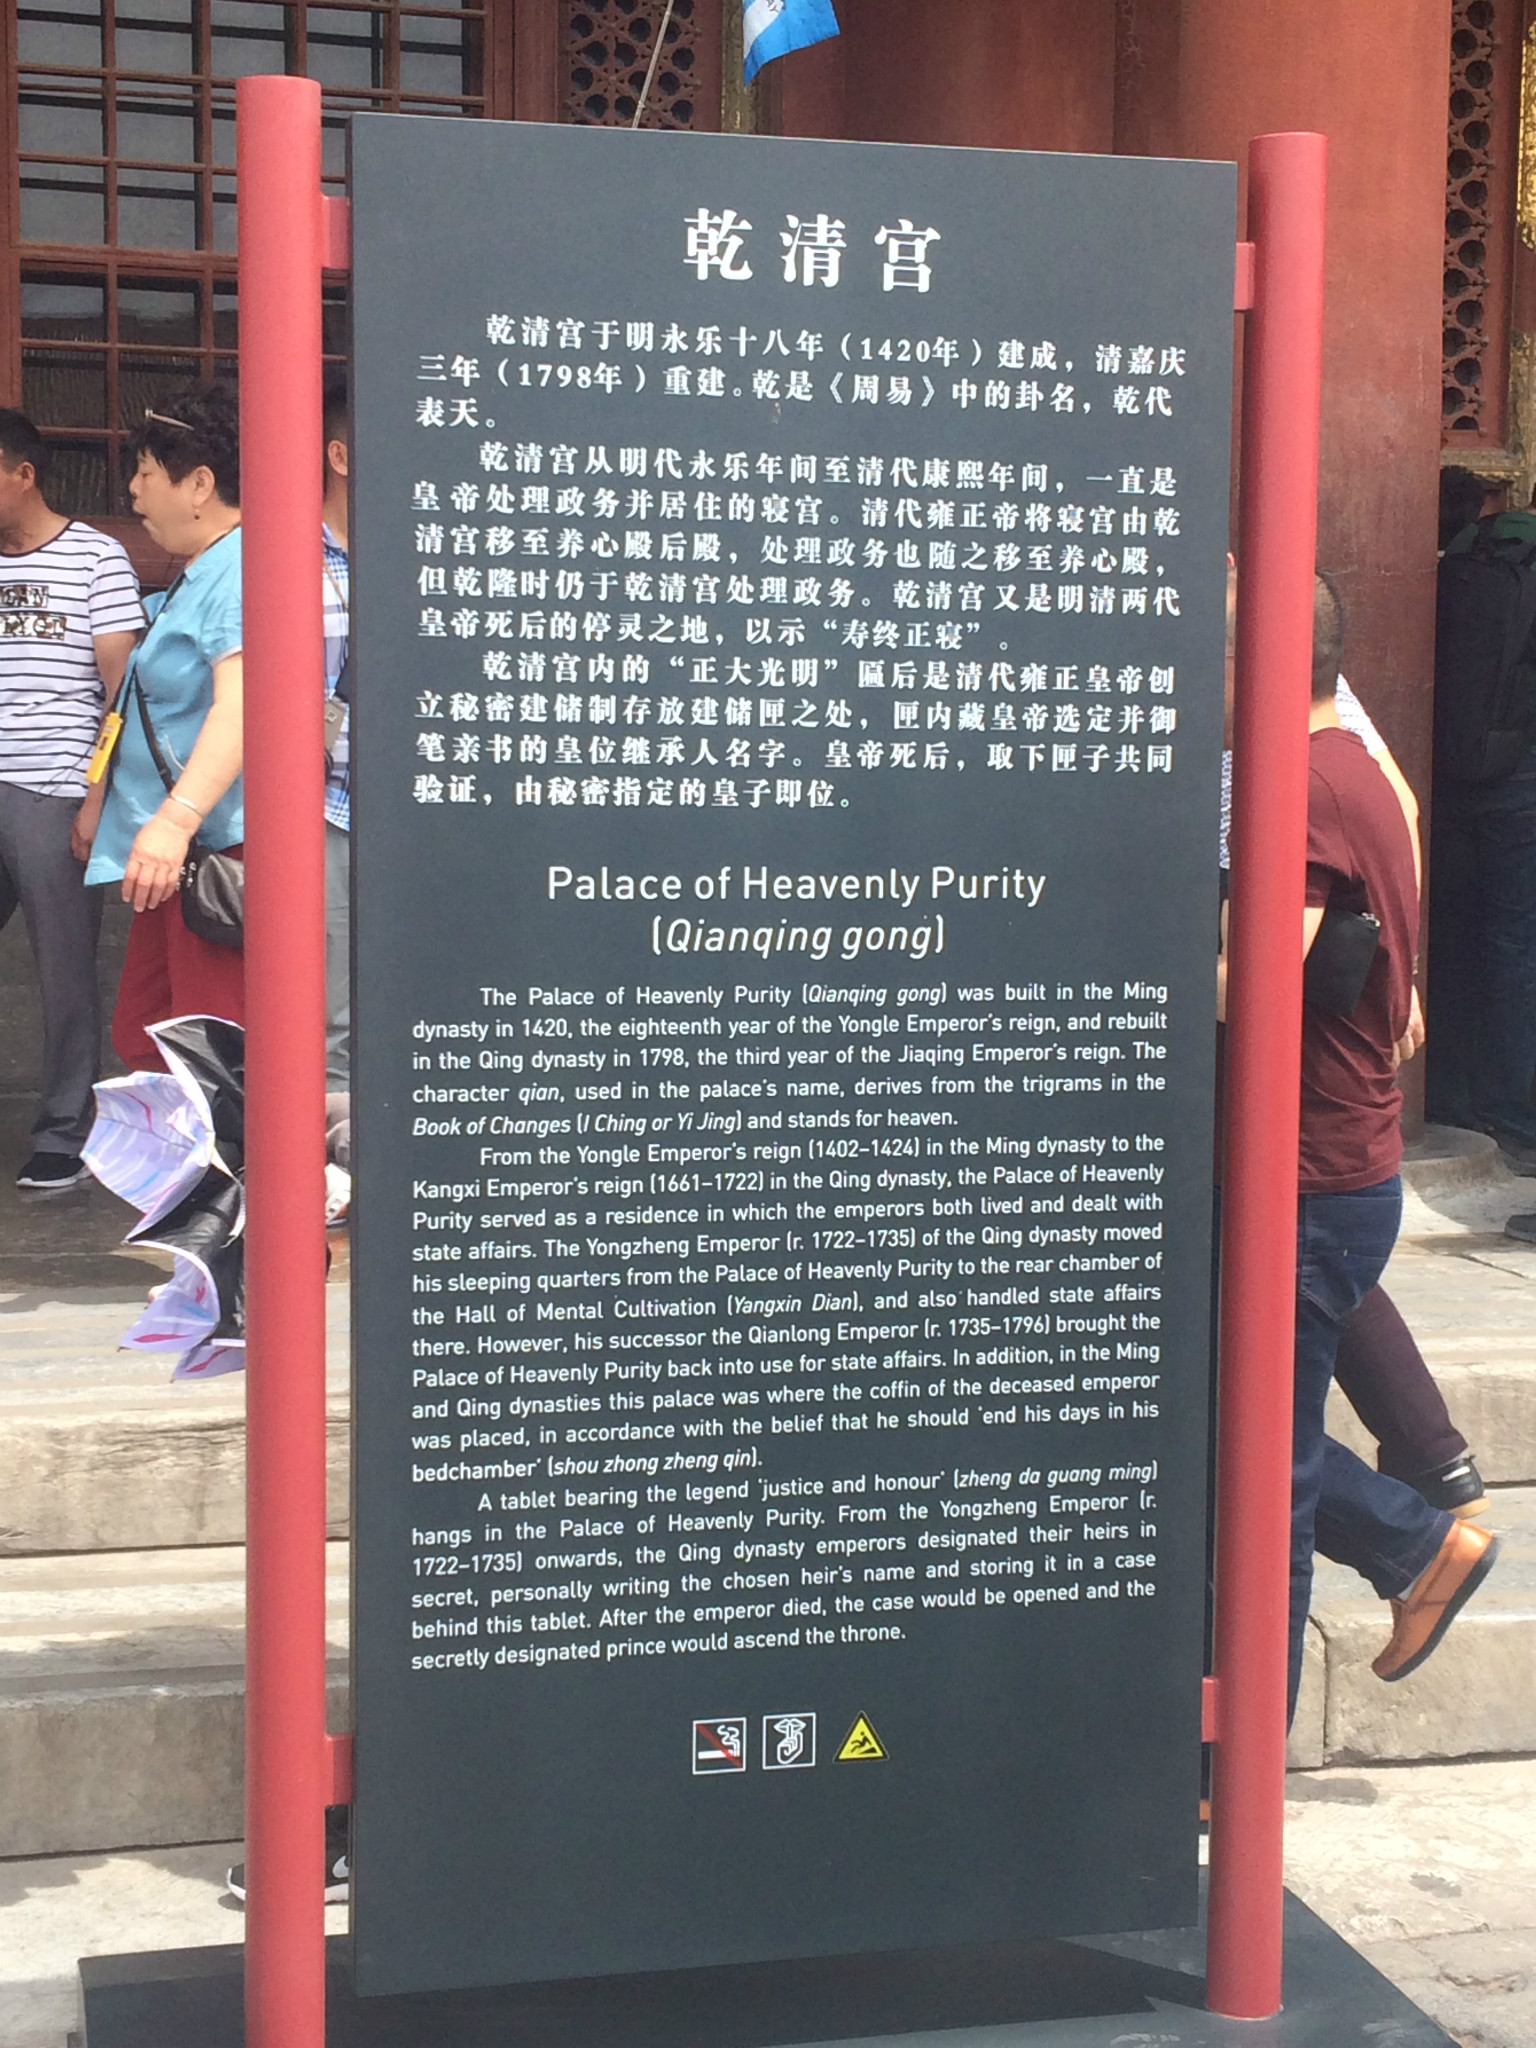 乾清宫
乾清宫于明永乐十八年（1420年）建成，清嘉庆
三年（1798年）重建。乾是《周易》中的卦名，乾代
表天。
乾清宫从明代永乐年间至清代康熙年间，一直是
皇帝处理政务并居住的寝宫。清代雍正帝将寝宫由乾
清宫移至养心殿后殿，处理政务也随之移至养心殿，
但乾隆时仍于乾清宫处理政务。乾清宫又是明清两代
皇帝死后的停灵之地，以示“寿终正寝”。
乾清宫内的“正大光明”匾后是清代雍正皇帝创
立秘密建储制存放建储匣之处，匣内藏皇帝选定并御
笔亲书的皇位继承人名字。皇帝死后，取下匣子共同
验证，由秘密指定的皇子即位。
Palace of Heavenly Purity
(Qianqing gong)
The Palace of Heavenly Purity (Qianqing gong) was built in the Ming
dynasty in 1420, the eighteenth year of the Yongle Emperor's reign, and rebuilt
in the Qing dynasty in 1798, the third year of the Jiaqing Emperor's reign. The
character qian, used in the palace's name, derives from the trigrams in the
Book of Changes (I Ching or Yi Jing) and stands for heaven.
From the Yongle Emperor's reign (1402–1424) in the Ming dynasty to the
Kangxi Emperor's reign (1661–1722) in the Qing dynasty, the Palace of Heavenly
Purity served as a residence in which the emperors both lived and dealt with
state affairs. The Yongzheng Emperor (r. 1722–1735) of the Qing dynasty moved
his sleeping quarters from the Palace of Heavenly Purity to the rear chamber of
the Hall of Mental Cultivation (Yangxin Dian), and also handled state affairs
there. However, his successor the Qianlong Emperor (r. 1735–1796) brought the
Palace of Heavenly Purity back into use for state affairs. In addition, in the Ming
and Qing dynasties this palace was where the coffin of the deceased emperor
was placed, in accordance with the belief that he should 'end his days in his
bedchamber' (shou zhong zheng qin).
A tablet bearing the legend 'justice and honour' (zheng da guang ming)
hangs in the Palace of Heavenly Purity. From the Yongzheng Emperor (r.
1722–1735) onwards, the Qing dynasty emperors designated their heirs in
secret, personally writing the chosen heir's name and storing it in a case
behind this tablet. After the emperor died, the case would be opened and the
secretly designated prince would ascend the throne.